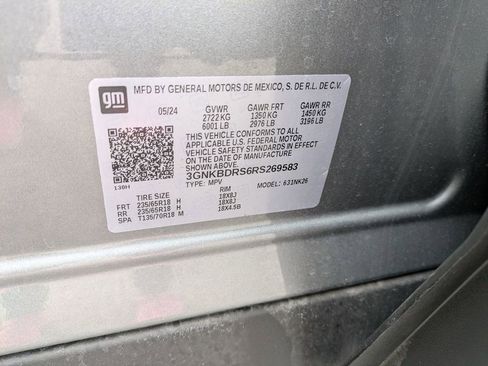 gm
MFD BY GENERAL MOTORS DE MEXICO, S. DE R.L. DE C.V.
05/24 GVWR GAWR FRT GAWR RR
2722 KG 1350 KG 1450 KG
6001 LB 2976 LB 3196 LB
THIS VEHICLE CONFORMS TO ALL
APPLICABLE U.S. FEDERAL MOTOR
VEHICLE SAFETY STANDARDS IN
EFFECT ON THE DATE OF
MANUFACTURE SHOWN ABOVE.
3GNKBDRS6RS269583
TYPE: MPV MODEL: 631NK26
130H
TIRE SIZE RIM
FRT 235/65R18 H 18X8J
RR 235/65R18 H 18X8J
SPA T135/70R18 M 18X4.5B